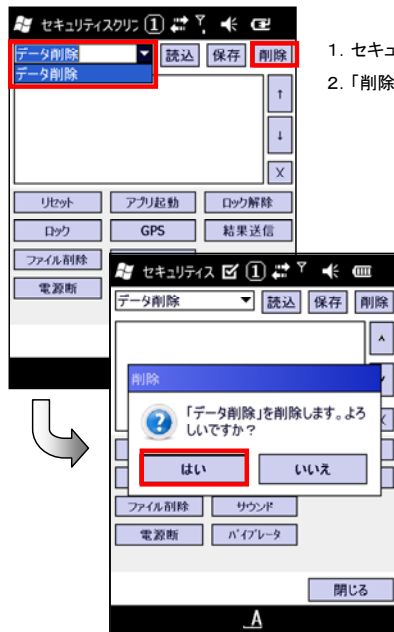 セキュリティスクリフ 1
データ削除 読込 保存 削除
データ削除
↑
↓
X
リセット アプリ起動 ロック解除
ロック GPS 結果送信
ファイル削除
電源断
1. セキュ
2.「削除
セキュリティス 1
データ削除 読込 保存 削除
削除
「データ削除」を削除します。よろ
しいですか？
はい いいえ
ファイル削除 サウンド
電源断 バイブレータ
閉じる
A